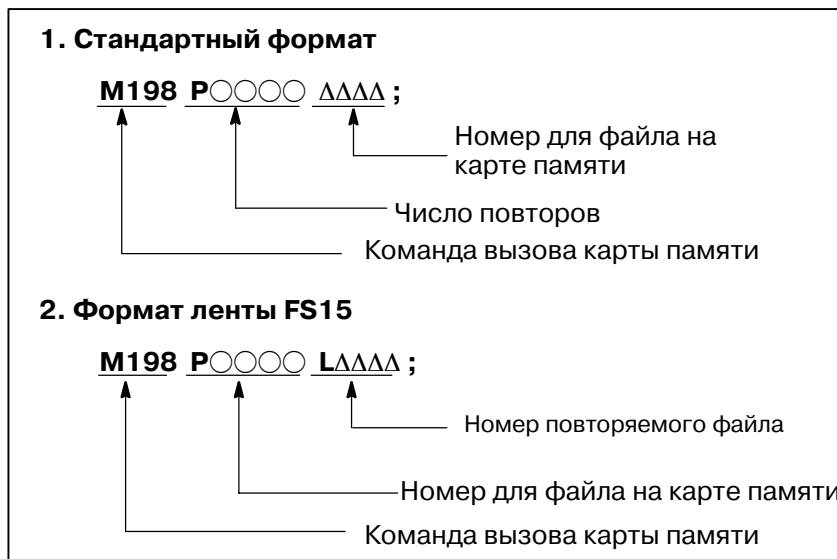 1. Стандартный формат
M198 P○○○○ ΔΔΔΔ ;
Номер для файла на
карте памяти
Число повторов
Команда вызова карты памяти
2. Формат ленты FS15
M198 P○○○○ LΔΔΔΔ ;
Номер повторяемого файла
Номер для файла на карте памяти
Команда вызова карты памяти